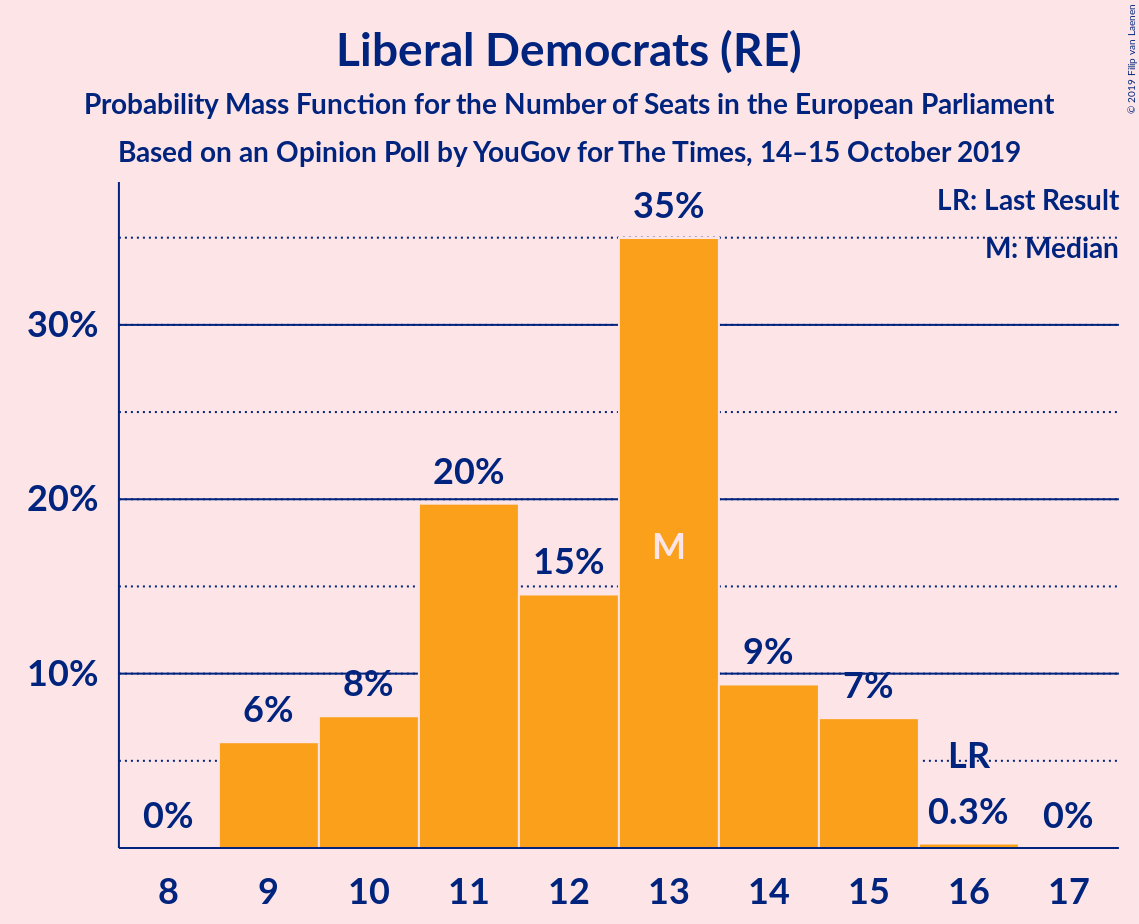 Liberal Democrats (RE)
Probability Mass Function for the Number of Seats in the European Parliament
Based on an Opinion Poll by YouGov for The Times, 14–15 October 2019
© 2019 Filip van Laenen
LR: Last Result
M: Median
30%
20%
10%
0%
6%
8%
20%
15%
35%
M
9%
7%
LR
0.3%
0%
8 9 10 11 12 13 14 15 16 17